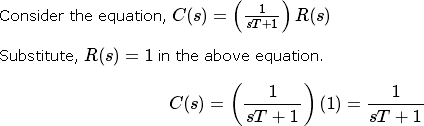 Consider the equation, C(s) = (1/(sT+1)) R(s)
Substitute, R(s) = 1 in the above equation.
C(s) = (1/(sT + 1)) (1) = 1/(sT + 1)